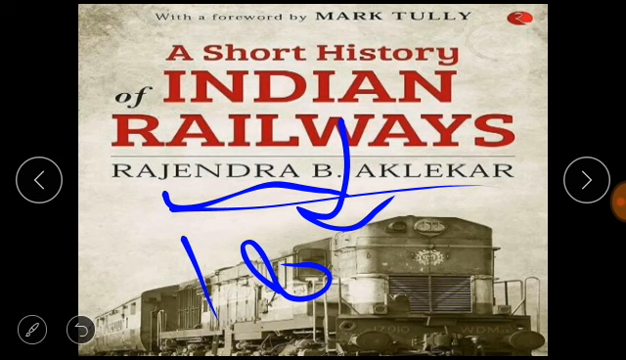 With a foreword by MARK TULLY
A Short History
of INDIAN
RAILWAYS
RAJENDRA B. AKLEKAR